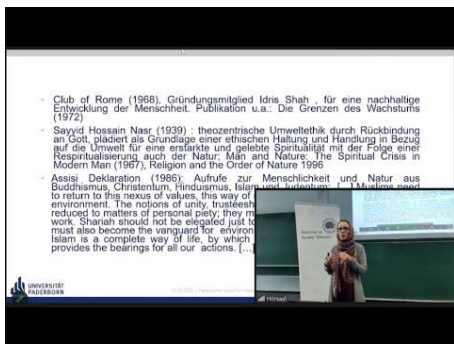 Club of Rome (1968), Gründungsmitglied Idris Shah , für eine nachhaltige
Entwicklung der Menschheit. Publikation u.a.: Die Grenzen des Wachstums
(1972)
Sayyid Hossain Nasr (1939) : theozentrische Umweltethik durch Rückbindung
an Gott, plädiert als Grundlage einer ethischen Haltung und Handlung in Bezug
auf die Umwelt für eine erstarkte und gelebte Spiritualität mit der Folge einer
Respiritualisierung auch der Natur; Man and Nature: The Spiritual Crisis in
Modern Man (1967), Religion and the Order of Nature 1996
Assisi Deklaration (1986): Aufrufe zur Menschlichkeit und Natur aus
Buddhismus, Christentum, Hinduismus, Islam und Judentum: [...] Muslims need
to return to this nexus of values, this way of
environment. The notions of unity, trusteesh
reduced to matters of personal piety; they m
work. Shariah should not be elegated just to
must also become the vanguard for environ
Islam is a complete way of life, by which
provides the bearings for all our actions. [...]
UNIVERSITÄT
PADERBORN
Hörsaal